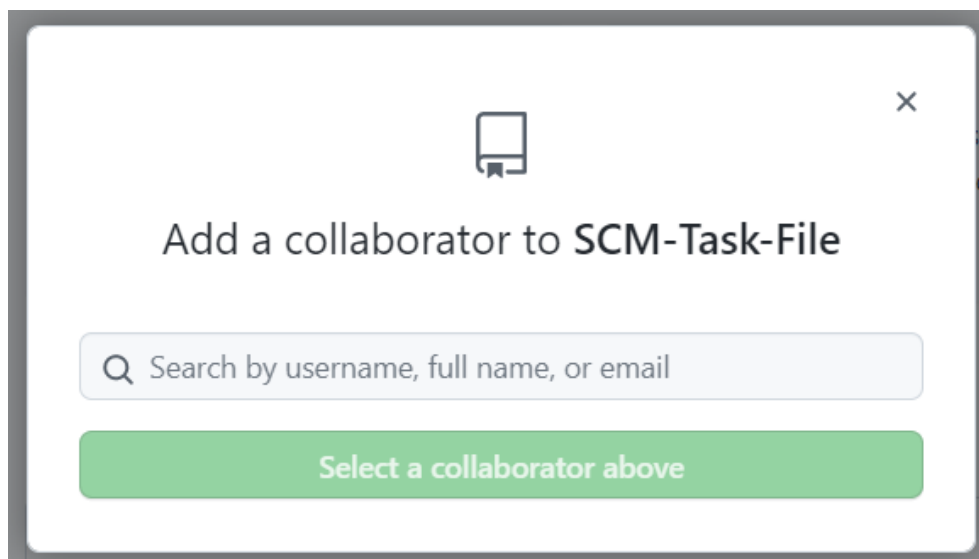 Add a collaborator to SCM-Task-File
Search by username, full name, or email
Select a collaborator above